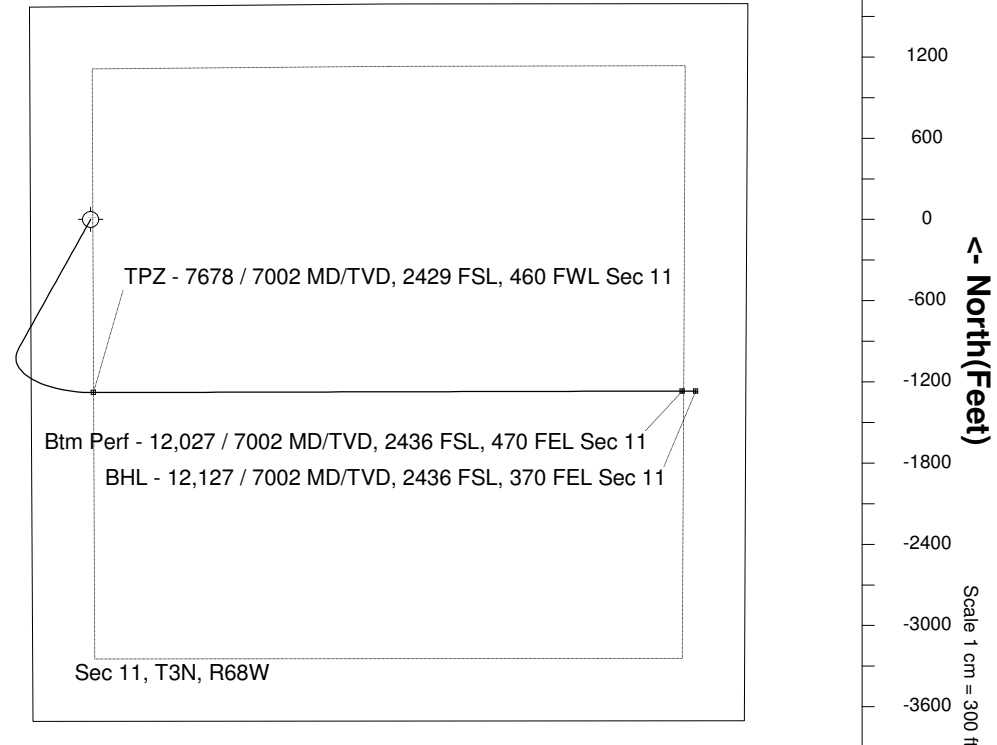 1200
600
0
TPZ - 7678 / 7002 MD/TVD, 2429 FSL, 460 FWL Sec 11
-600
<- North(Feet)
-1200
Btm Perf - 12,027 / 7002 MD/TVD, 2436 FSL, 470 FEL Sec 11
-1800
BHL - 12,127 / 7002 MD/TVD, 2436 FSL, 370 FEL Sec 11
-2400
-3000
Scale 1 cm = 300 ft
Sec 11, T3N, R68W
-3600